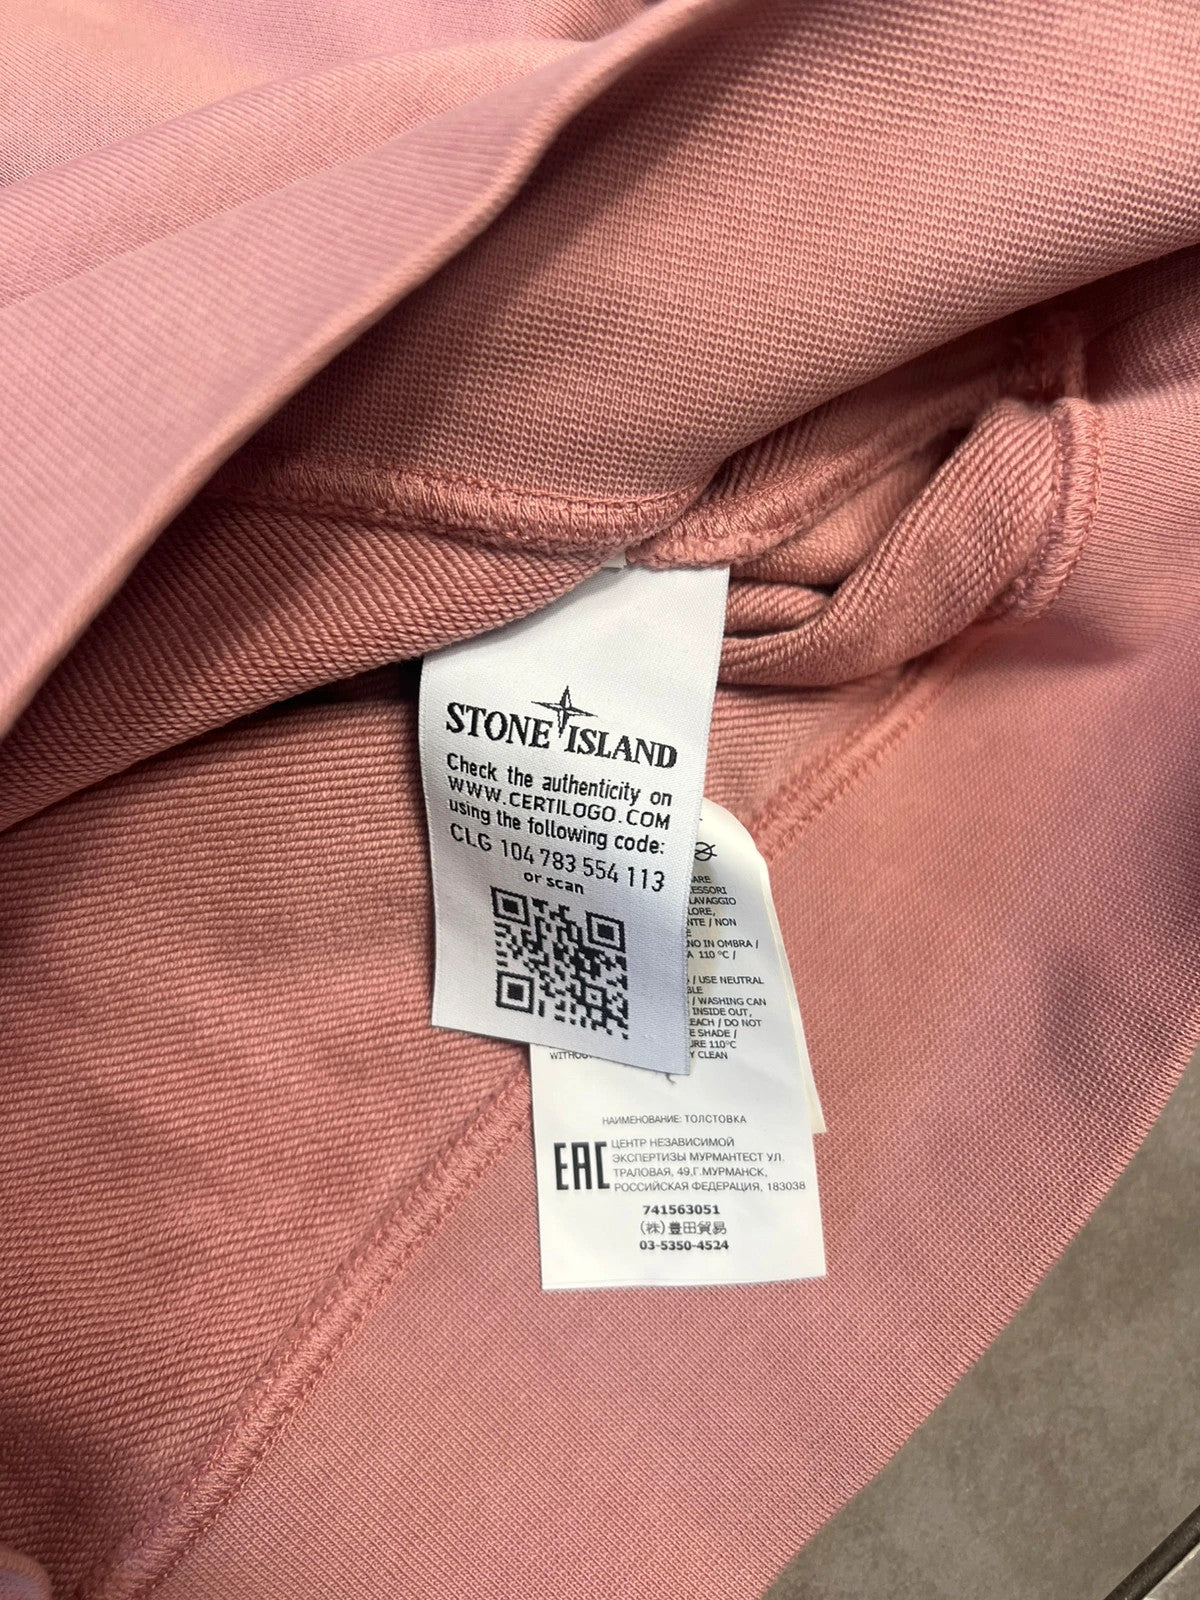 STONE ISLAND
Check the authenticity on
WWW.CERTILOGO.COM
using the following code:
CLG 104 783 554 113
or scan
ARE
ESSORI
LAVAGGIO
LORE,
NTE / NON
E
NO IN OMBRA /
A 110 °C /
/ USE NEUTRAL
BLE
/ WASHING CAN
INSIDE OUT,
EACH / DO NOT
E SHADE /
URE 110°C
WITHOU Y CLEAN
НАИМЕНОВАНИЕ: ТОЛСТОВКА
EAC
ЦЕНТР НЕЗАВИСИМОЙ
ЭКСПЕРТИЗЫ МУРМАНТЕСТ УЛ.
ТРАЛОВАЯ, 49,Г.МУРМАНСК,
РОССИЙСКАЯ ФЕДЕРАЦИЯ, 183038
741563051
(株)豊田貿易
03-5350-4524